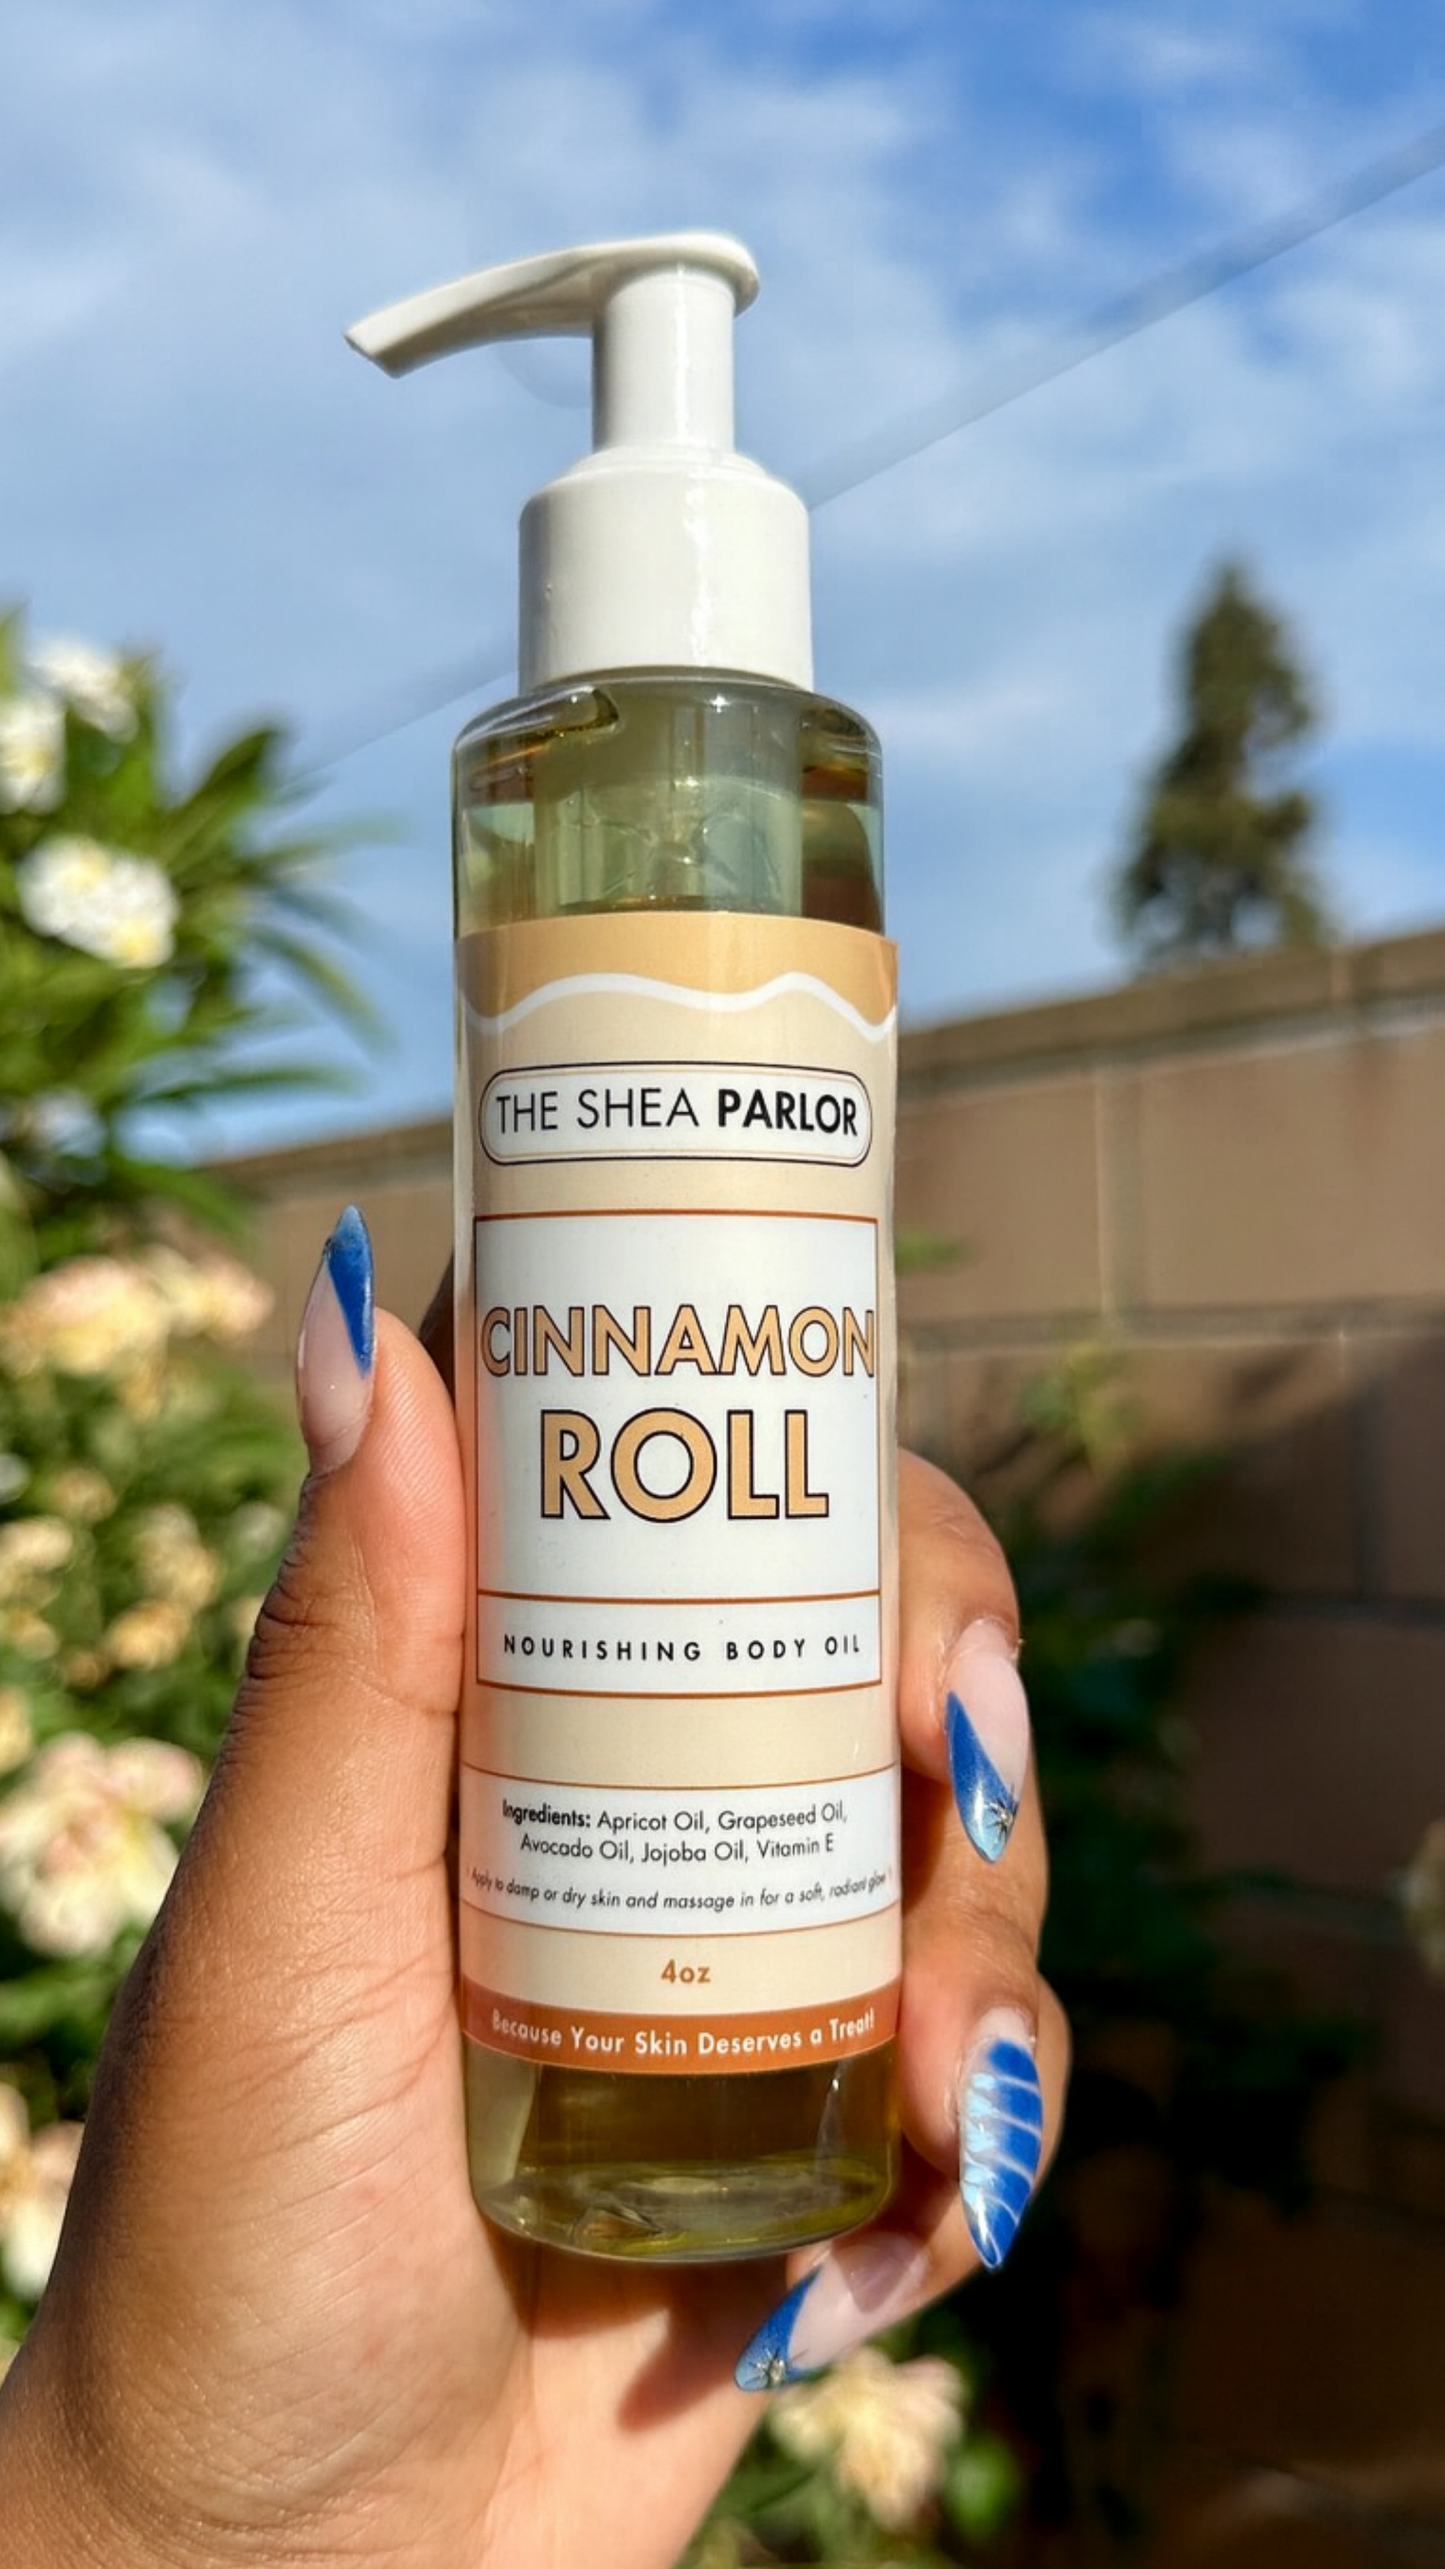 THE SHEA PARLOR
CINNAMON
ROLL
NOURISHING BODY OIL
Ingredients: Apricot Oil, Grapeseed Oil,
Avocado Oil, Jojoba Oil, Vitamin E
Apply to damp or dry skin and massage in for a soft, radiant glow
4oz
Because Your Skin Deserves a Treat!